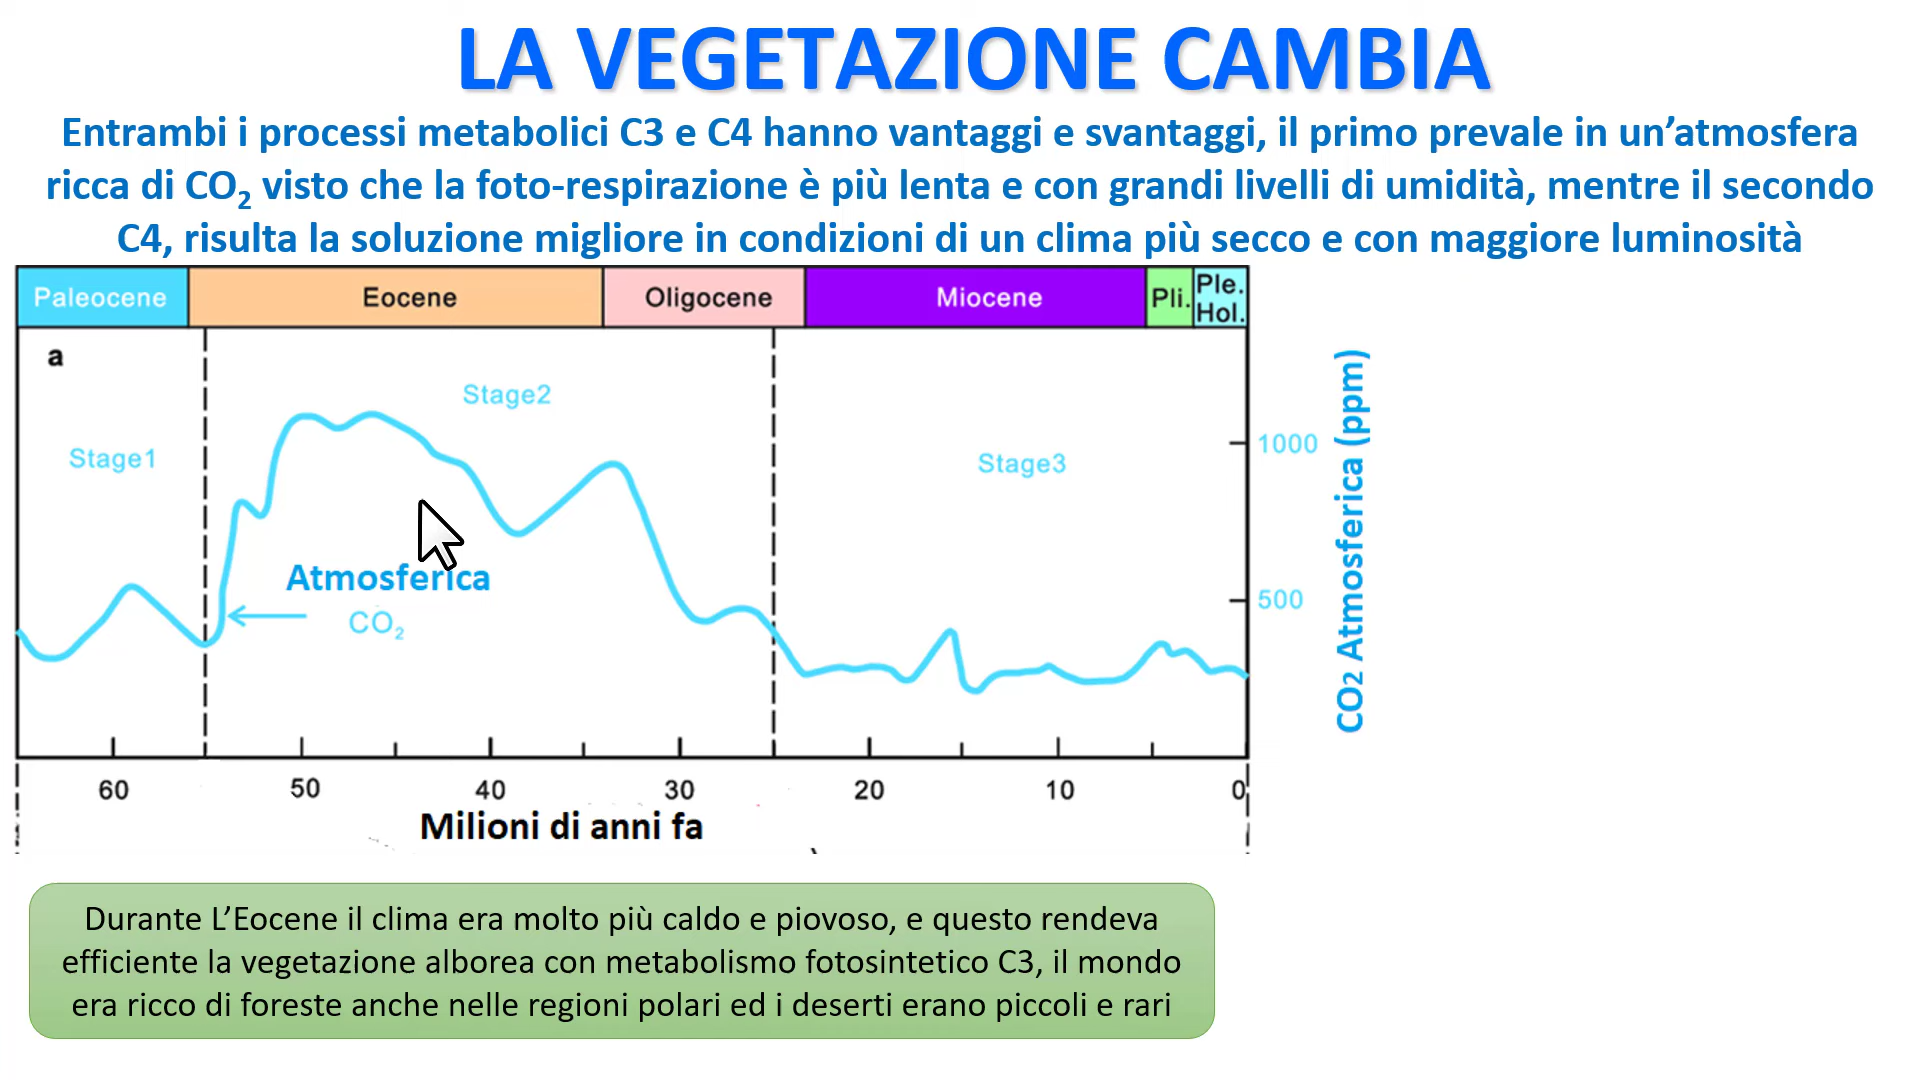 LA VEGETAZIONE CAMBIA
Entrambi i processi metabolici C3 e C4 hanno vantaggi e svantaggi, il primo prevale in un’atmosfera
ricca di CO₂ visto che la foto-respirazione è più lenta e con grandi livelli di umidità, mentre il secondo
C4, risulta la soluzione migliore in condizioni di un clima più secco e con maggiore luminosità
Paleocene Eocene Oligocene Miocene Pli. Ple. Hol.
a
Stage1
Stage2
Stage3
Atmosferica
CO₂
1000
500
CO2 Atmosferica (ppm)
60 50 40 30 20 10 0
Milioni di anni fa
Durante L’Eocene il clima era molto più caldo e piovoso, e questo rendeva
efficiente la vegetazione alborea con metabolismo fotosintetico C3, il mondo
era ricco di foreste anche nelle regioni polari ed i deserti erano piccoli e rari